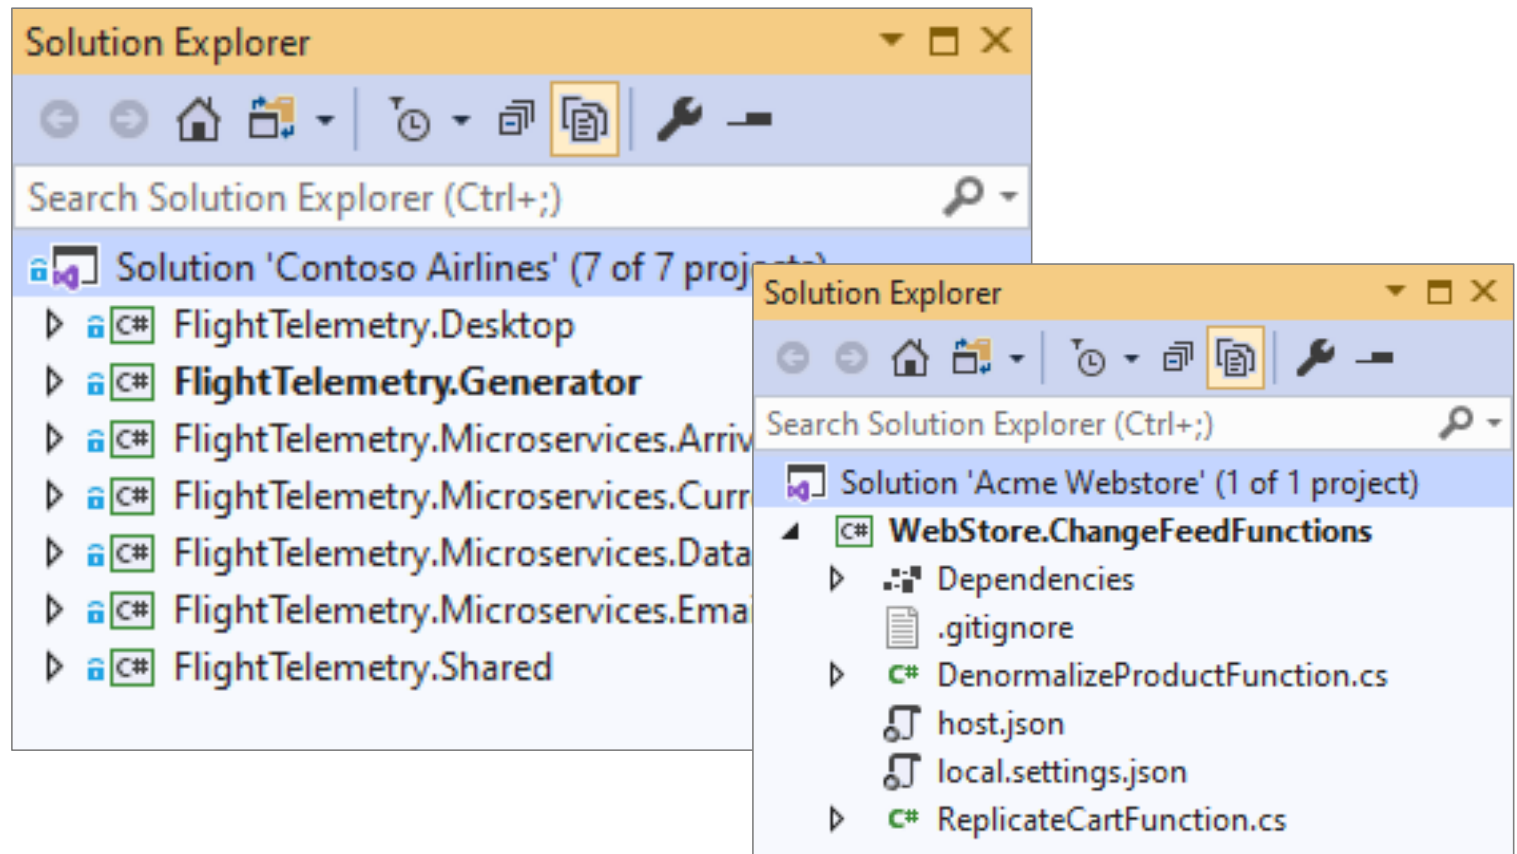 Solution Explorer
Search Solution Explorer (Ctrl+;)
Solution 'Contoso Airlines' (7 of 7
C# FlightTelemetry.Desktop
C# FlightTelemetry.Generator
C# FlightTelemetry.Microservices.Arriv
C# FlightTelemetry.Microservices.Curr
C# FlightTelemetry.Microservices.Data
C# FlightTelemetry.Microservices.Emai
C# FlightTelemetry.Shared
Solution Explorer
Search Solution Explorer (Ctrl+;)
Solution 'Acme Webstore' (1 of 1 project)
C# WebStore.ChangeFeedFunctions
Dependencies
.gitignore
C# DenormalizeProductFunction.cs
host.json
local.settings.json
C# ReplicateCartFunction.cs